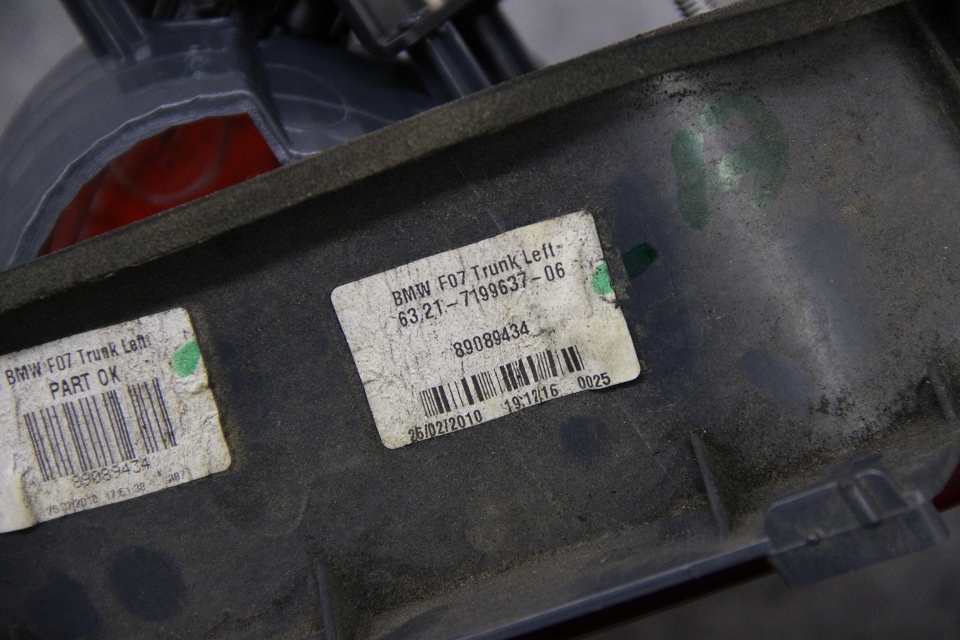 BMW F07 Trunk Left
PART OK
89089434
BMW F07 Trunk Left
63.21-7199637-06
89089434
25/02/2010 19:12:16 0025